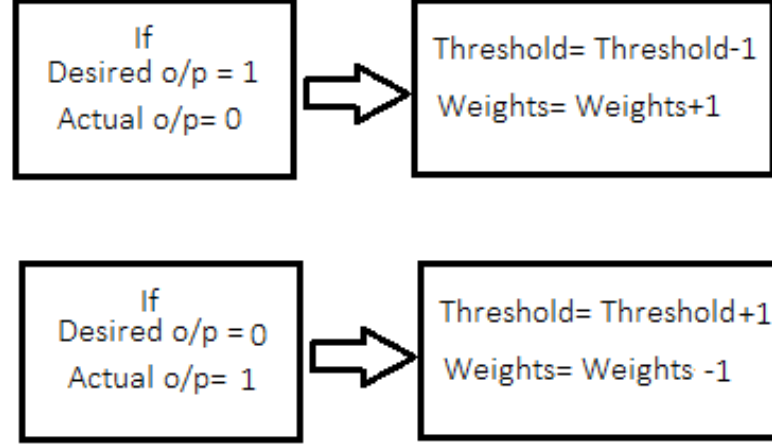 If
Desired o/p = 1
Actual o/p= 0
Threshold= Threshold-1
Weights= Weights+1
If
Desired o/p = 0
Actual o/p= 1
Threshold= Threshold+1
Weights= Weights -1